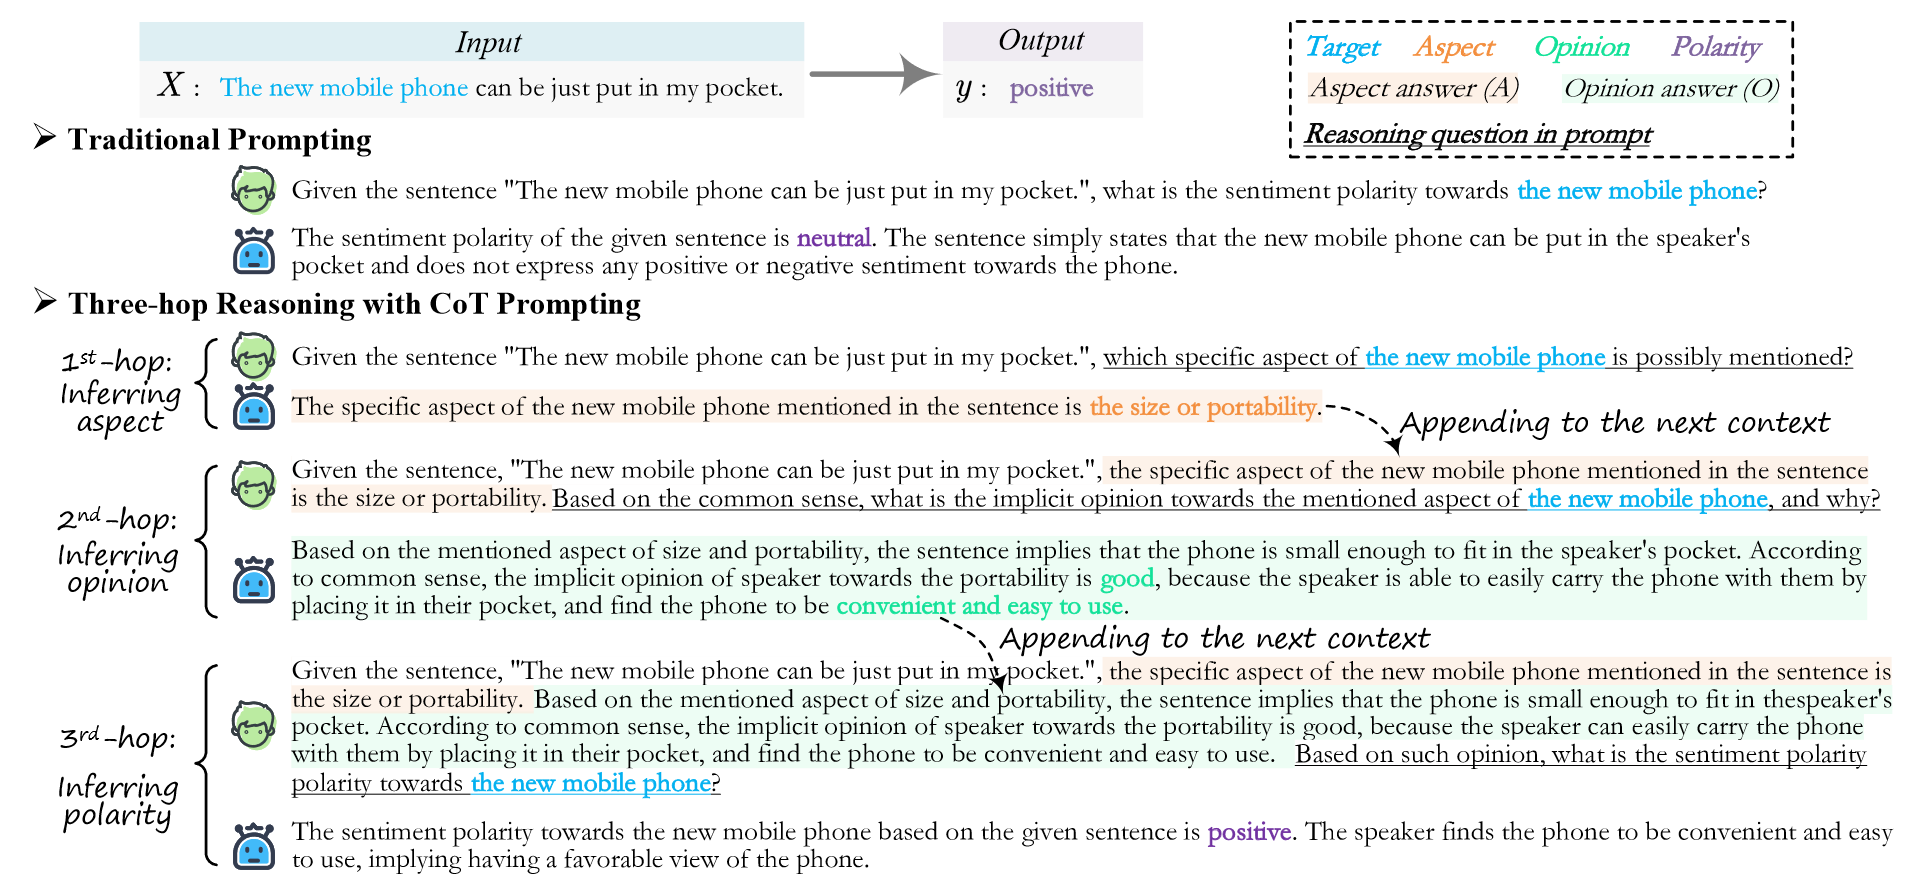 Input
X : The new mobile phone can be just put in my pocket.
Output
y : positive
Target Aspect Opinion Polarity
Aspect answer (A) Opinion answer (O)
Reasoning question in prompt
➢ Traditional Prompting
Given the sentence "The new mobile phone can be just put in my pocket.", what is the sentiment polarity towards the new mobile phone?
The sentiment polarity of the given sentence is neutral. The sentence simply states that the new mobile phone can be put in the speaker's
pocket and does not express any positive or negative sentiment towards the phone.
➢ Three-hop Reasoning with CoT Prompting
1st-hop:
Inferring
aspect
Given the sentence "The new mobile phone can be just put in my pocket.", which specific aspect of the new mobile phone is possibly mentioned?
The specific aspect of the new mobile phone mentioned in the sentence is the size or portability.
Appending to the next context
2nd-hop:
Inferring
opinion
Given the sentence, "The new mobile phone can be just put in my pocket.", the specific aspect of the new mobile phone mentioned in the sentence
is the size or portability. Based on the common sense, what is the implicit opinion towards the mentioned aspect of the new mobile phone, and why?
Based on the mentioned aspect of size and portability, the sentence implies that the phone is small enough to fit in the speaker's pocket. According
to common sense, the implicit opinion of speaker towards the portability is good, because the speaker is able to easily carry the phone with them by
placing it in their pocket, and find the phone to be convenient and easy to use.
Appending to the next context
3rd-hop:
Inferring
polarity
Given the sentence, "The new mobile phone can be just put in my pocket.", the specific aspect of the new mobile phone mentioned in the sentence is
the size or portability. Based on the mentioned aspect of size and portability, the sentence implies that the phone is small enough to fit in thespeaker's
pocket. According to common sense, the implicit opinion of speaker towards the portability is good, because the speaker can easily carry the phone
with them by placing it in their pocket, and find the phone to be convenient and easy to use. Based on such opinion, what is the sentiment polarity
polarity towards the new mobile phone?
The sentiment polarity towards the new mobile phone based on the given sentence is positive. The speaker finds the phone to be convenient and easy
to use, implying having a favorable view of the phone.